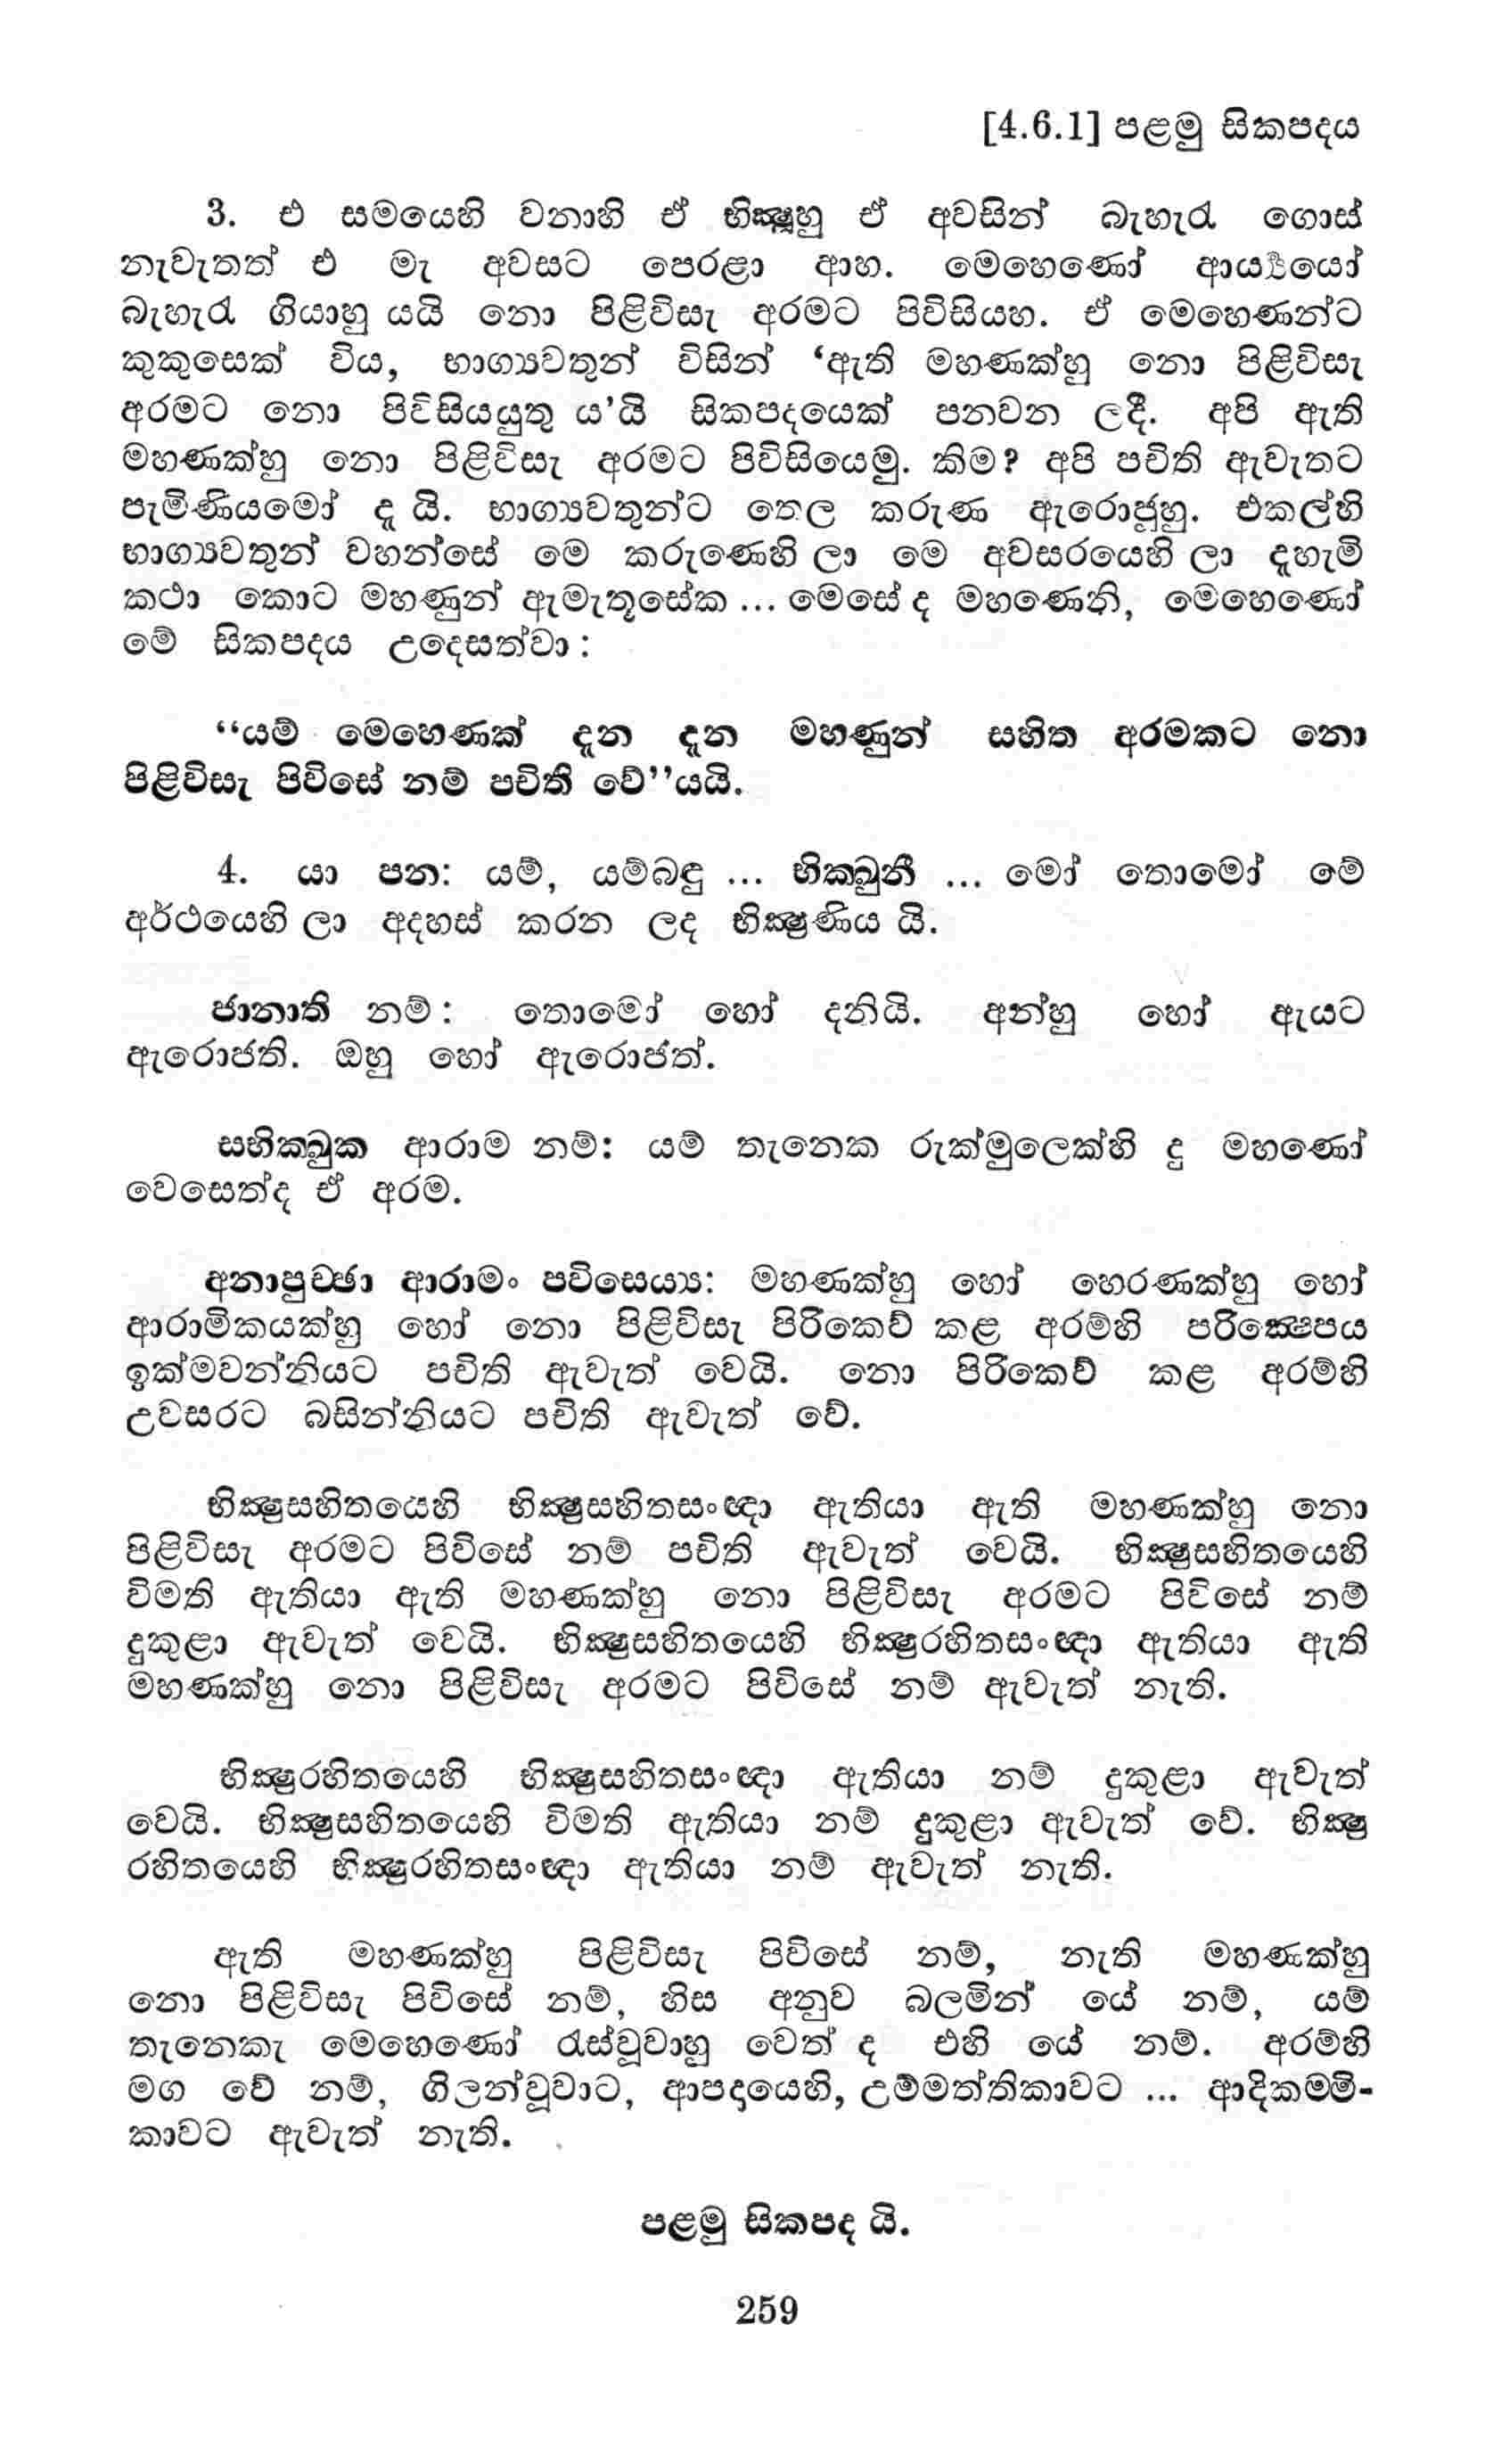 [4.6.1] පළමු සිකපදය
3. එ සමයෙහි වනාහි ඒ භික්‍ෂූහු ඒ අවසින් බැහැර ගොස්
නැවැතත් එ මැ අවසට පෙරළා ආහ. මෙහෙණෝ ආර්‍ය්‍යයෝ
බැහැර ගියාහු යයි නො පිළිවිසැ අරමට පිවිසියහ. ඒ මෙහෙණන්ට
කුකුසෙක් විය, භාග්‍යවතුන් විසින් ‘ඇති මහණක්හු නො පිළිවිසැ
අරමට නො පිවිසියයුතු ය’යි සිකපදයෙක් පනවන ලදී. අපි ඇති
මහණක්හු නො පිළිවිසැ අරමට පිවිසියෙමු. කිම? අපි පචිති ඇවැතට
පැමිණියමෝ දැ යි. භාග්‍යවතුන්ට තෙල කරුණ ඇරොජූහු. එකල්හි
භාග්‍යවතුන් වහන්සේ මෙ කරුණෙහි ලා මෙ අවසරයෙහි ලා දැහැමි
කථා කොට මහණුන් ඇමැතූසේක ... මෙසේ ද මහණෙනි, මෙහෙණෝ
මේ සිකපදය උදෙසත්වා :
“යම් මෙහෙණක් දැන දැන මහණුන් සහිත අරමකට නො
පිළිවිසැ පිවිසේ නම් පචිති වේ”යයි.
4. යා පන: යම්, යම්බඳු ... භික්ඛුනී ... මෝ තොමෝ මේ
අර්ථයෙහි ලා අදහස් කරන ලද භික්‍ෂුණිය යි.
ජානාති නම් : තොමෝ හෝ දනියි. අන්හු හෝ ඇයට
ඇරොජති. ඔහු හෝ ඇරොජත්.
සභික්ඛුක ආරාම නම්: යම් තැනෙක රුක්මුලෙක්හි දු මහණෝ
වෙසෙත්ද ඒ අරම.
අනාපුච්ඡා ආරාමං පවිසෙය්‍ය: මහණක්හු හෝ හෙරණක්හු හෝ
ආරාමිකයක්හු හෝ නො පිළිවිසැ පිරිකෙව් කළ අරම්හි පරික්‍ෂෙපය
ඉක්මවන්නියට පචිති ඇවැත් වෙයි. නො පිරිකෙව් කළ අරම්හි
උවසරට බසින්නියට පචිති ඇවැත් වේ.
භික්‍ෂුසහිතයෙහි භික්‍ෂුසහිතසංඥා ඇතියා ඇති මහණක්හු නො
පිළිවිසැ අරමට පිවිසේ නම් පචිති ඇවැත් වෙයි. භික්‍ෂුසහිතයෙහි
විමති ඇතියා ඇති මහණක්හු නො පිළිවිසැ අරමට පිවිසේ නම්
දුකුළා ඇවැත් වෙයි. භික්‍ෂුසහිතයෙහි භික්‍ෂුරහිතසංඥා ඇතියා ඇති
මහණක්හු නො පිළිවිසැ අරමට පිවිසේ නම් ඇවැත් නැති.
භික්‍ෂුරහිතයෙහි භික්‍ෂුසහිතසංඥා ඇතියා නම් දුකුළා ඇවැත්
වෙයි. භික්‍ෂුසහිතයෙහි විමති ඇතියා නම් දුකුළා ඇවැත් වේ. භික්‍ෂු
රහිතයෙහි භික්‍ෂුරහිතසංඥා ඇතියා නම් ඇවැත් නැති.
ඇති මහණක්හු පිළිවිසැ පිවිසේ නම්, නැති මහණක්හු
නො පිළිවිසැ පිවිසේ නම්, හිස අනුව බලමින් යේ නම්, යම්
තැනෙකැ මෙහෙණෝ රැස්වූවාහු වෙත් ද එහි යේ නම්. අරම්හි
මග වේ නම්, ගිලන්වූවාට, ආපදායෙහි, උම්මත්තිකාවට ... ආදිකම්මි-
කාවට ඇවැත් නැති.
පළමු සිකපද යි.
259